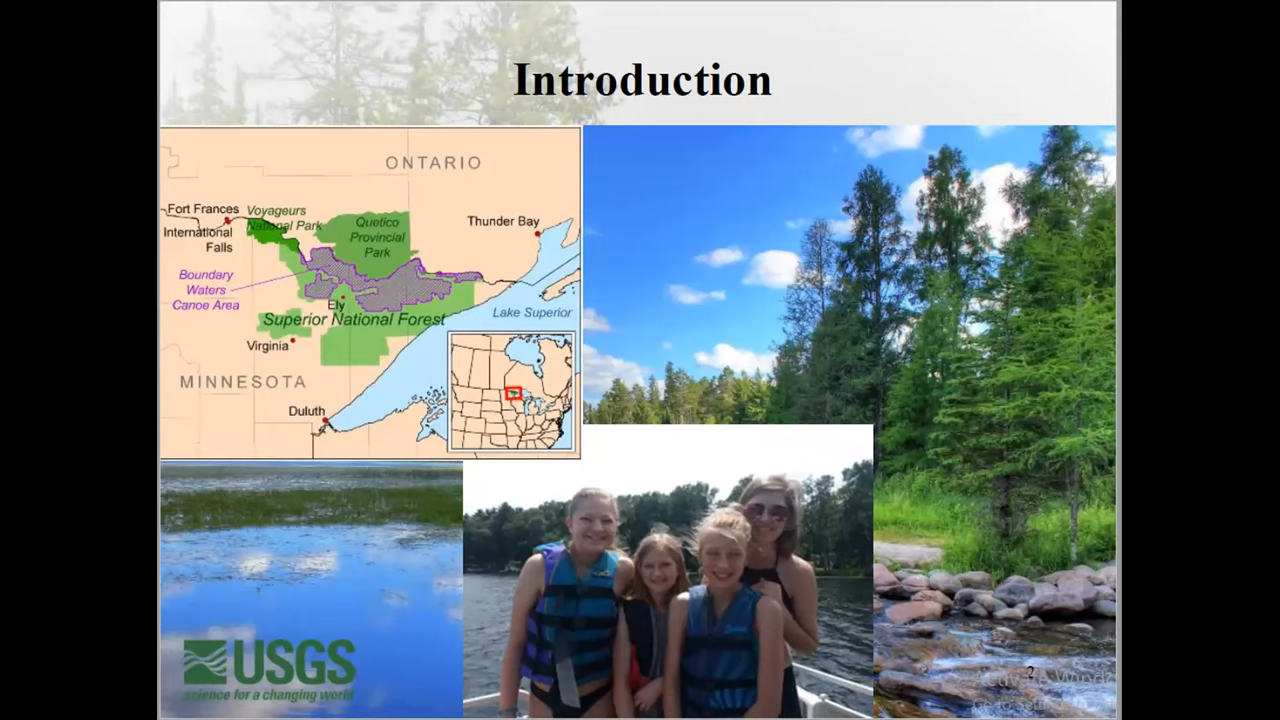 Introduction
ONTARIO
Fort Frances
Voyageurs
National Park
International
Falls
Quetico
Provincial
Park
Thunder Bay
Boundary
Waters
Canoe Area
Ely
Superior National Forest
Lake Superior
Virginia
MINNESOTA
Duluth
USGS
science for a changing world
2